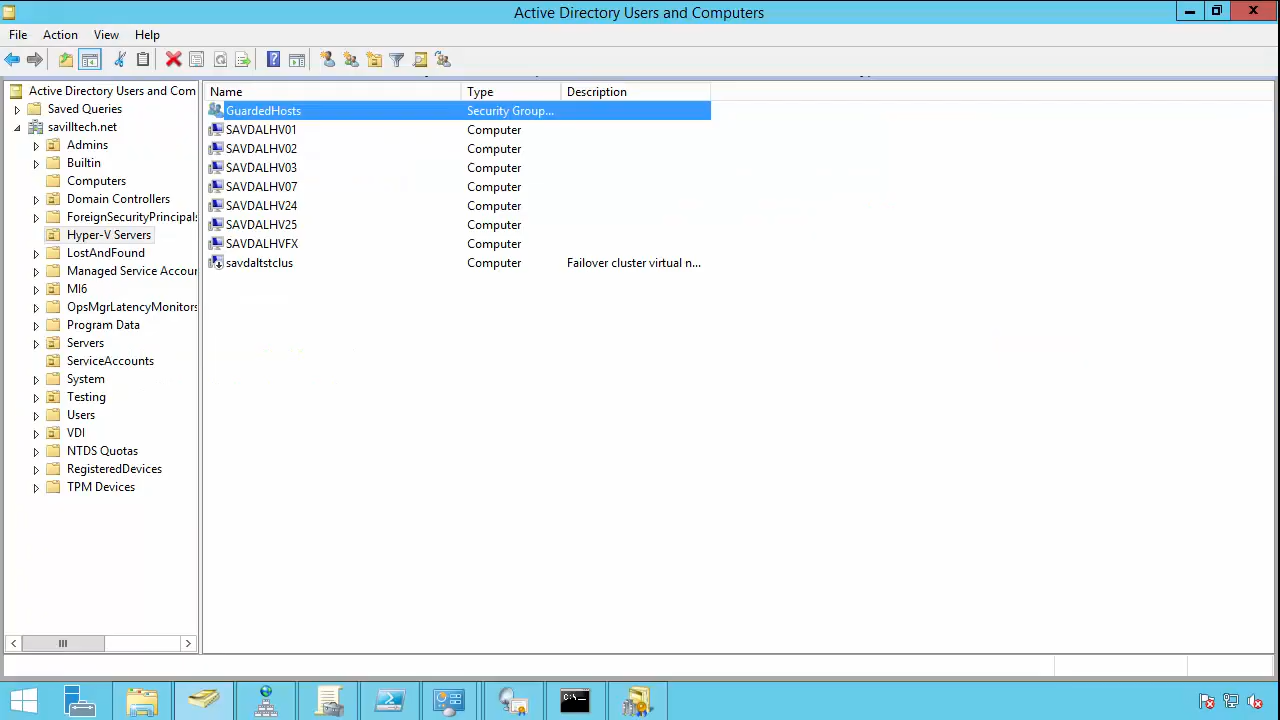 Active Directory Users and Computers
File Action View Help
Active Directory Users and Com
Saved Queries
savilltech.net
Admins
Builtin
Computers
Domain Controllers
ForeignSecurityPrincipals
Hyper-V Servers
LostAndFound
Managed Service Accour
MI6
OpsMgrLatencyMonitors
Program Data
Servers
ServiceAccounts
System
Testing
Users
VDI
NTDS Quotas
RegisteredDevices
TPM Devices
Name Type Description
GuardedHosts Security Group...
SAVDALHV01 Computer
SAVDALHV02 Computer
SAVDALHV03 Computer
SAVDALHV07 Computer
SAVDALHV24 Computer
SAVDALHV25 Computer
SAVDALHVFX Computer
savdaltstclus Computer Failover cluster virtual n...